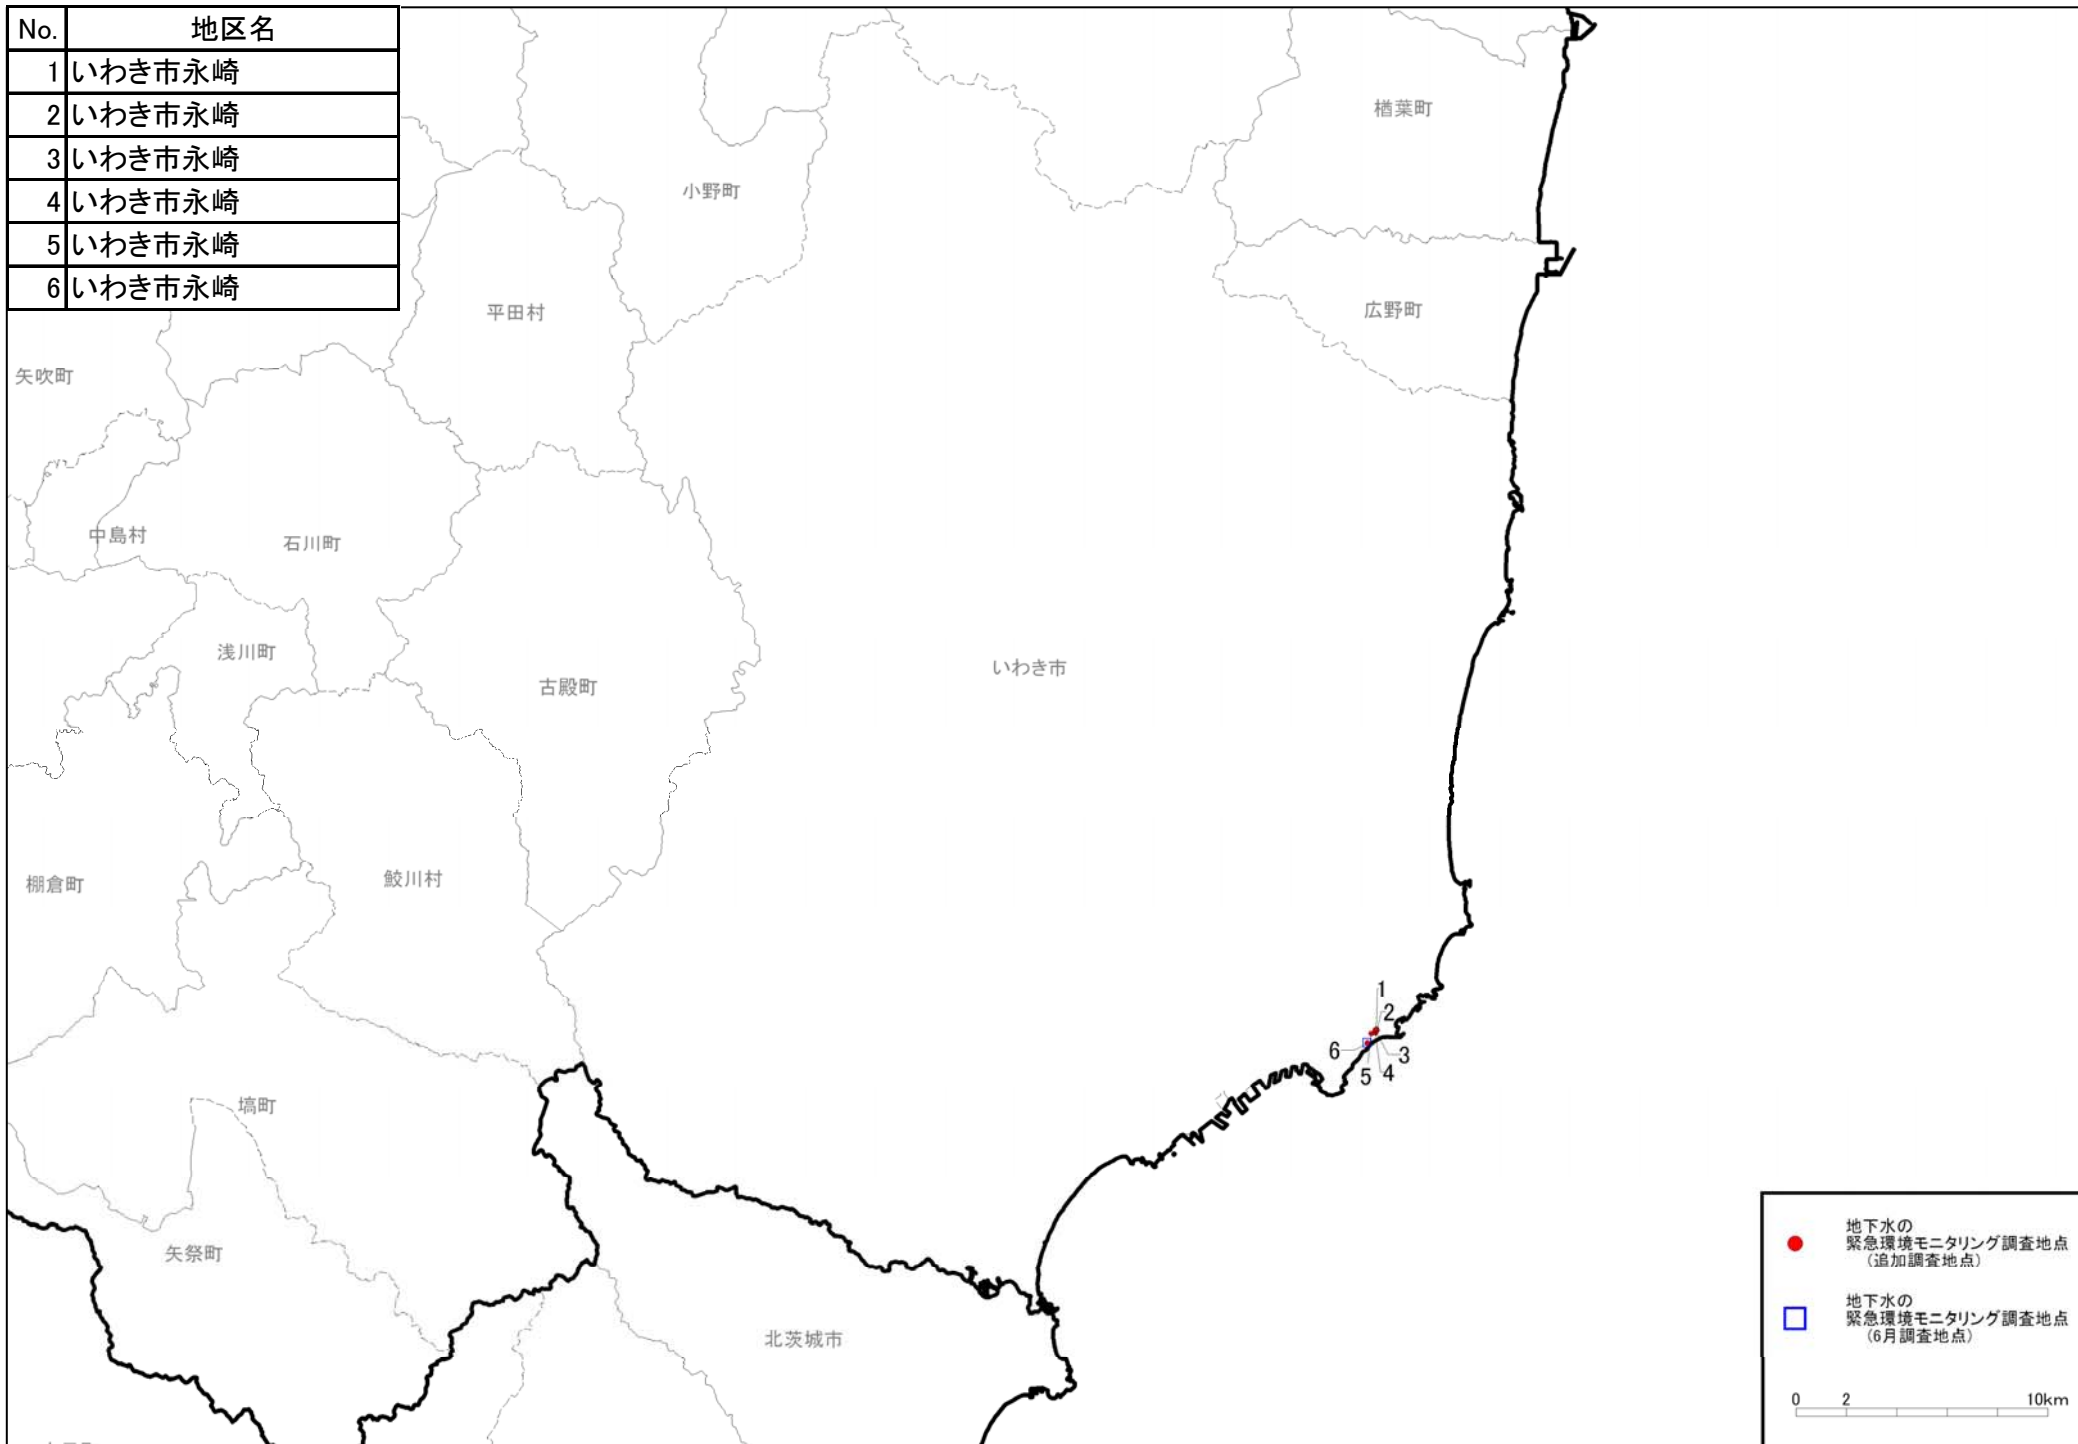 No. 地区名
1 いわき市永崎
2 いわき市永崎
3 いわき市永崎
4 いわき市永崎
5 いわき市永崎
6 いわき市永崎
楢葉町
小野町
広野町
平田村
矢吹町
中島村
石川町
浅川町
いわき市
古殿町
鮫川村
棚倉町
1
2
6
3
5
4
塙町
矢祭町
北茨城市
地下水の
緊急環境モニタリング調査地点
(追加調査地点)
地下水の
緊急環境モニタリング調査地点
(6月調査地点)
0 2 10km